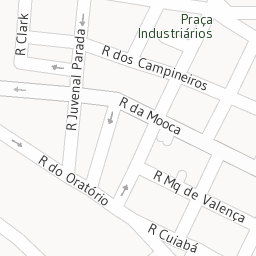 Praça
Industriários
R Clark
R Juvenal Parada
R dos Campineiros
R da Mooca
R do Oratório
R Mq de Valença
R Cuiabá